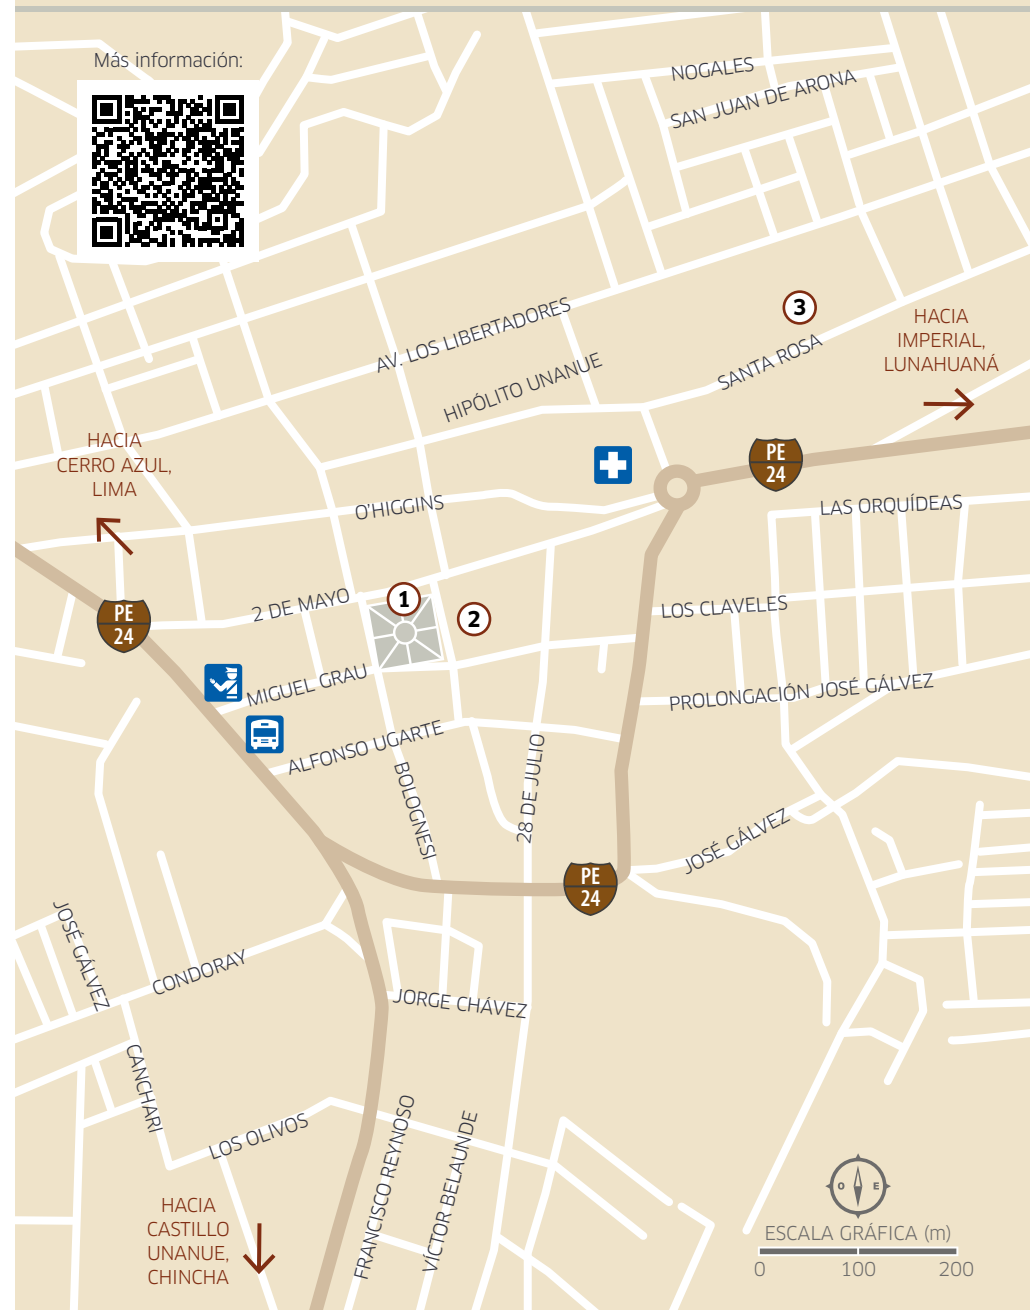 Más información:
NOGALES
SAN JUAN DE ARONA
AV. LOS LIBERTADORES
HIPÓLITO UNANUE
SANTA ROSA
3
HACIA
IMPERIAL,
LUNAHUANÁ
HACIA
CERRO AZUL,
LIMA
PE
24
O'HIGGINS
LAS ORQUÍDEAS
2 DE MAYO
1
2
LOS CLAVELES
PE
24
MIGUEL GRAU
PROLONGACIÓN JOSÉ GÁLVEZ
ALFONSO UGARTE
BOLOGNESI
28 DE JULIO
JOSÉ GÁLVEZ
PE
24
JOSÉ GÁLVEZ
CONDORAY
JORGE CHÁVEZ
CANCHARI
LOS OLIVOS
FRANCISCO REYNOSO
VÍCTOR BELAUNDE
HACIA
CASTILLO
UNANUE,
CHINCHA
O E
ESCALA GRÁFICA (m)
0 100 200